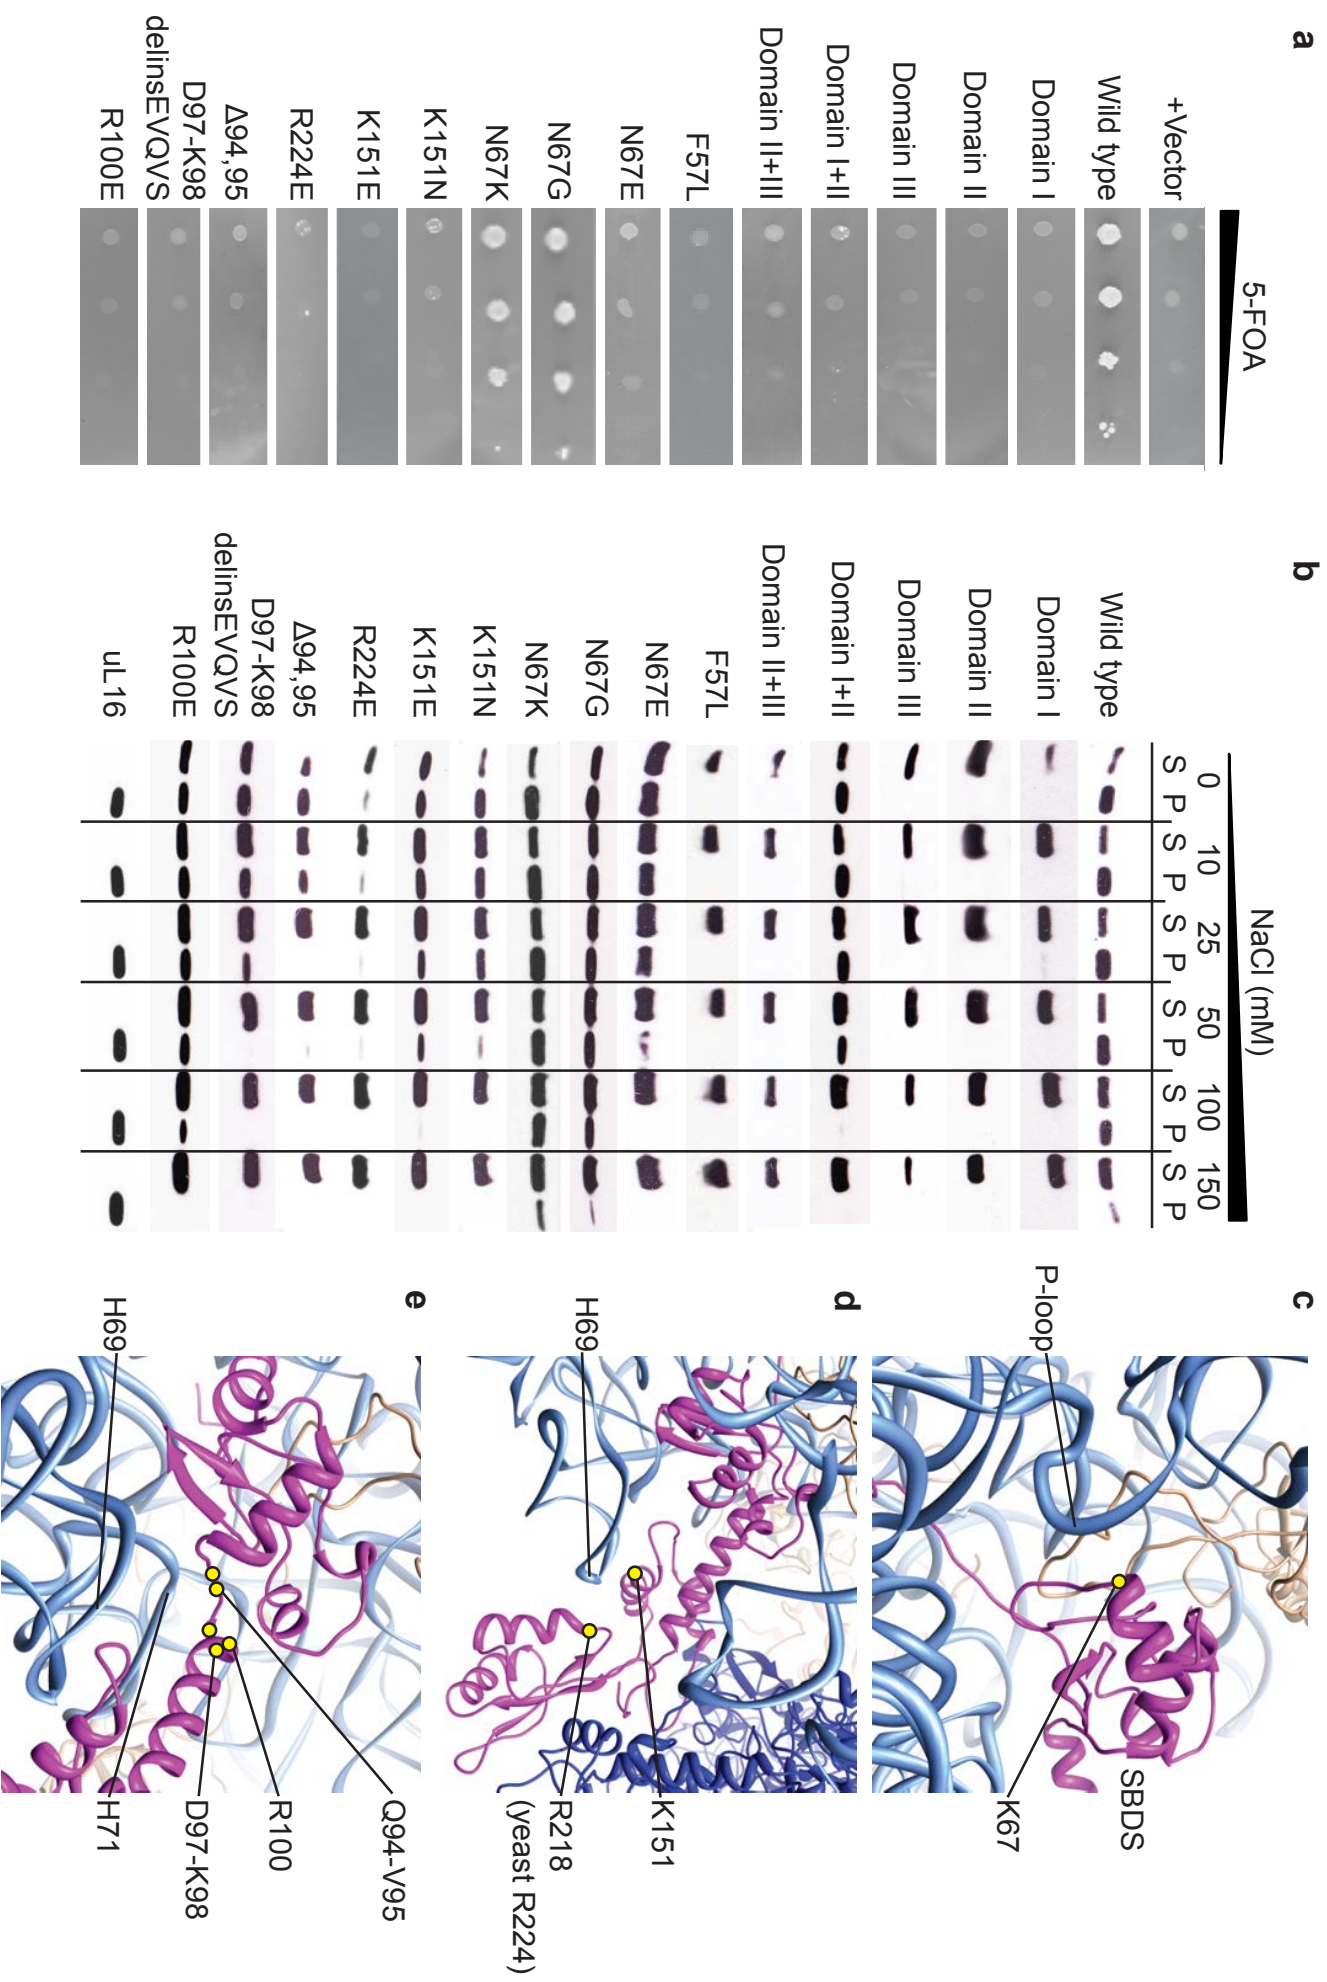 a
5-FOA
+Vector
Wild type
Domain I
Domain II
Domain III
Domain I+II
Domain II+III
F57L
N67E
N67G
N67K
K151N
K151E
R224E
Δ94,95
D97-K98
delinsEVQVS
R100E
b
NaCl (mM)
0 10 25 50 100 150
S P S P S P S P S P S P
Wild type
Domain I
Domain II
Domain III
Domain I+II
Domain II+III
F57L
N67E
N67G
N67K
K151N
K151E
R224E
Δ94,95
D97-K98
delinsEVQVS
R100E
uL16
c
P-loop
SBDS
K67
d
H69
K151
R218
(yeast R224)
e
H69
Q94-V95
R100
D97-K98
H71